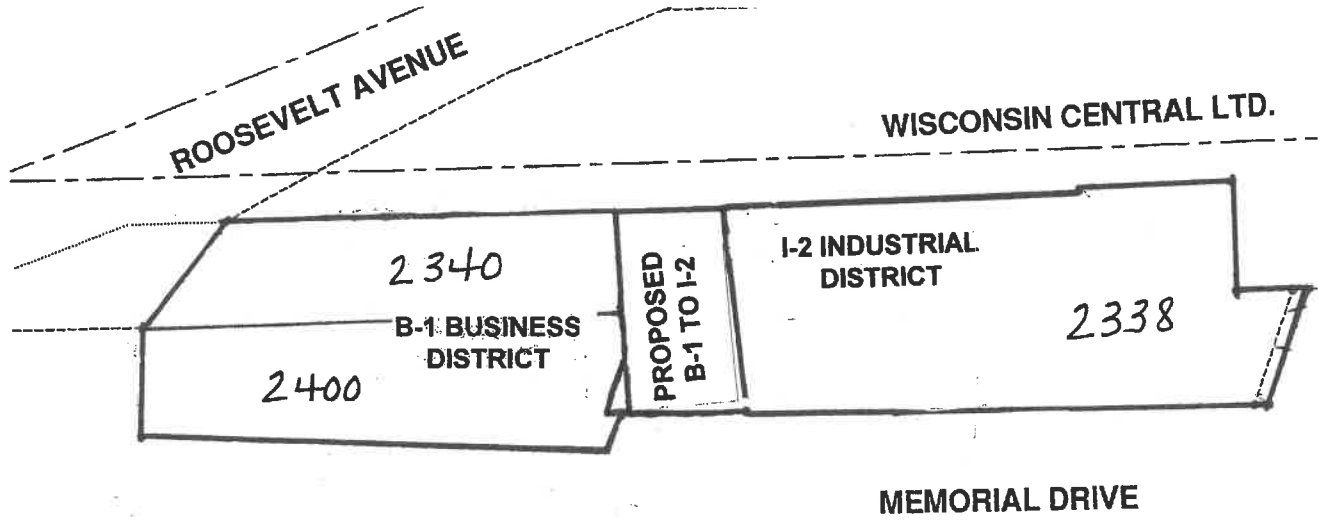 ROOSEVELT AVENUE
WISCONSIN CENTRAL LTD.
2340
B-1 BUSINESS
DISTRICT
2400
PROPOSED
B-1 TO I-2
I-2 INDUSTRIAL
DISTRICT
2338
MEMORIAL DRIVE